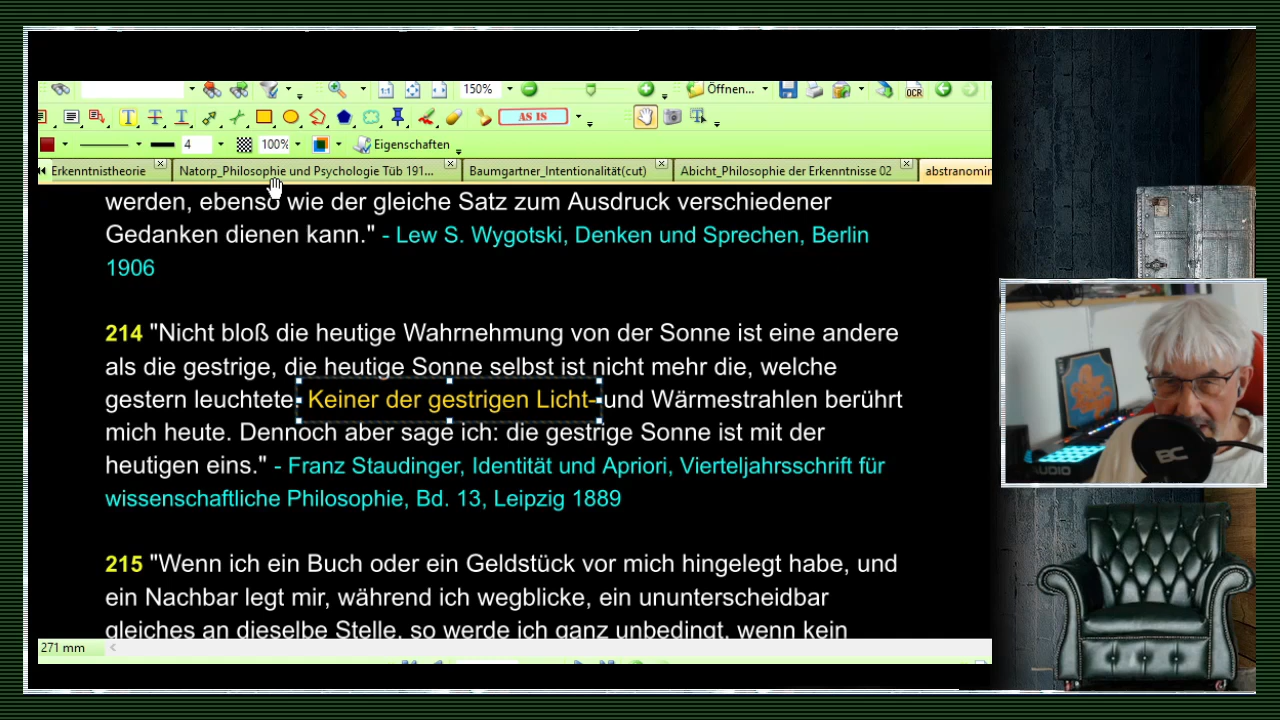 150%
Öffnen...
OCR
AS IS
4
100%
Eigenschaften
Erkenntnistheorie
Natorp_Philosophie und Psychologie Tüb 191...
Baumgartner_Intentionalität(cut)
Abicht_Philosophie der Erkenntnisse 02
abstranomin
werden, ebenso wie der gleiche Satz zum Ausdruck verschiedener
Gedanken dienen kann." - Lew S. Wygotski, Denken und Sprechen, Berlin
1906
214 "Nicht bloß die heutige Wahrnehmung von der Sonne ist eine andere
als die gestrige, die heutige Sonne selbst ist nicht mehr die, welche
gestern leuchtete. Keiner der gestrigen Licht- und Wärmestrahlen berührt
mich heute. Dennoch aber sage ich: die gestrige Sonne ist mit der
heutigen eins." - Franz Staudinger, Identität und Apriori, Vierteljahrsschrift für
wissenschaftliche Philosophie, Bd. 13, Leipzig 1889
215 "Wenn ich ein Buch oder ein Geldstück vor mich hingelegt habe, und
ein Nachbar legt mir, während ich wegblicke, ein ununterscheidbar
gleiches an dieselbe Stelle, so werde ich ganz unbedingt, wenn kein
271 mm
AUDIO
BC